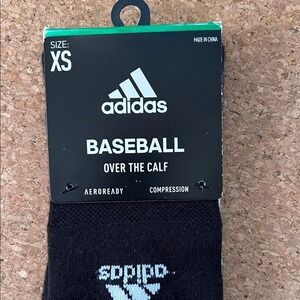 SIZE:
XS
MADE IN CHINA
adidas
BASEBALL
OVER THE CALF
AEROREADY COMPRESSION
adidas